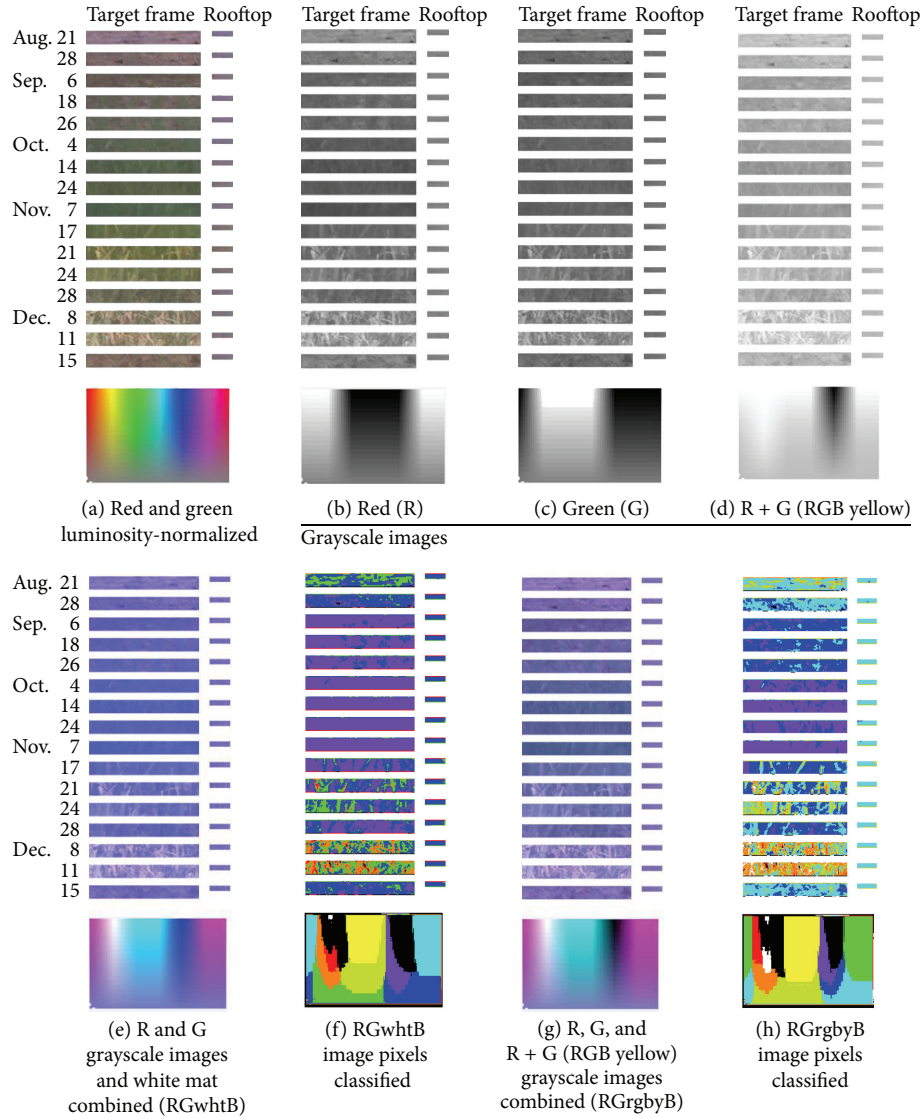 Target frame Rooftop Target frame Rooftop Target frame Rooftop Target frame Rooftop
Aug. 21
28
Sep. 6
18
26
Oct. 4
14
24
Nov. 7
17
21
24
28
Dec. 8
11
15
(a) Red and green
luminosity-normalized
(b) Red (R)
(c) Green (G)
(d) R + G (RGB yellow)
Grayscale images
Aug. 21
28
Sep. 6
18
26
Oct. 4
14
24
Nov. 7
17
21
24
28
Dec. 8
11
15
(e) R and G
grayscale images
and white mat
combined (RGwhtB)
(f) RGwhtB
image pixels
classified
(g) R, G, and
R + G (RGB yellow)
grayscale images
combined (RGrgbyB)
(h) RGrgbyB
image pixels
classified